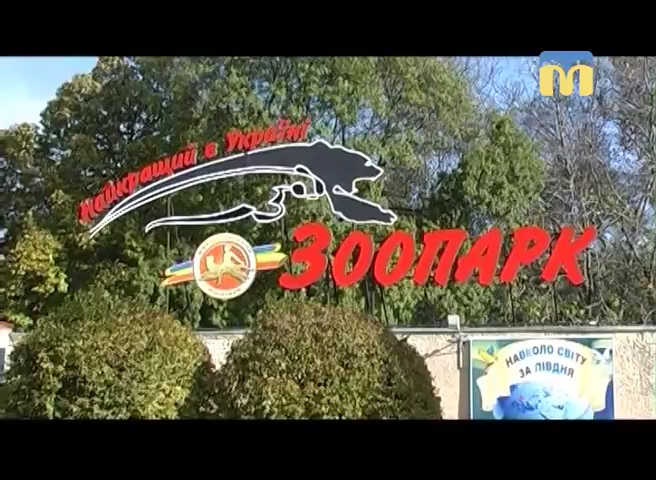 Найкращий в Україні
ЗООПАРК
НАВКОЛО СВІТУ
ЗА ПІВДНЯ
М